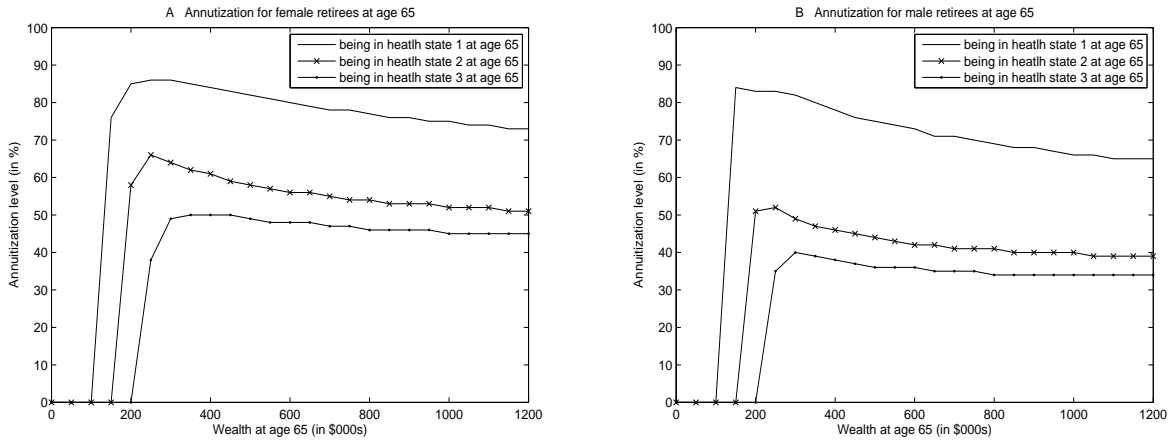 A Annutization for female retirees at age 65
100
90
80
70
60
50
40
30
20
10
0
Annuitization level (in %)
being in heatlh state 1 at age 65
being in heatlh state 2 at age 65
being in heatlh state 3 at age 65
0 200 400 600 800 1000 1200
Wealth at age 65 (in $000s)
B Annutization for male retirees at age 65
100
90
80
70
60
50
40
30
20
10
0
Annuitization level (in %)
being in heatlh state 1 at age 65
being in heatlh state 2 at age 65
being in heatlh state 3 at age 65
0 200 400 600 800 1000 1200
Wealth at age 65 (in $000s)